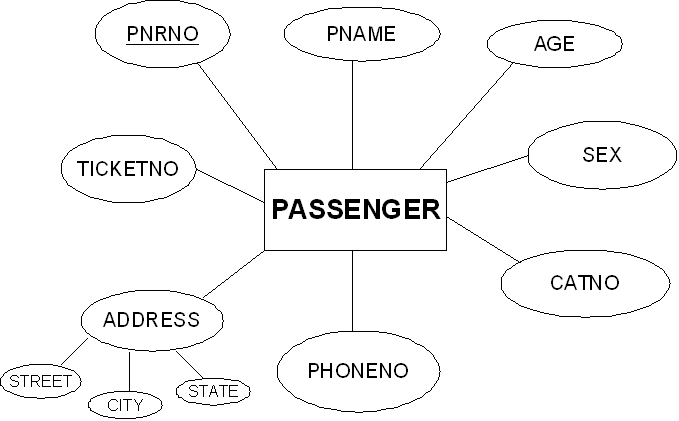 PNRNO
PNAME
AGE
TICKETNO
SEX
PASSENGER
CATNO
ADDRESS
PHONENO
STREET
CITY
STATE